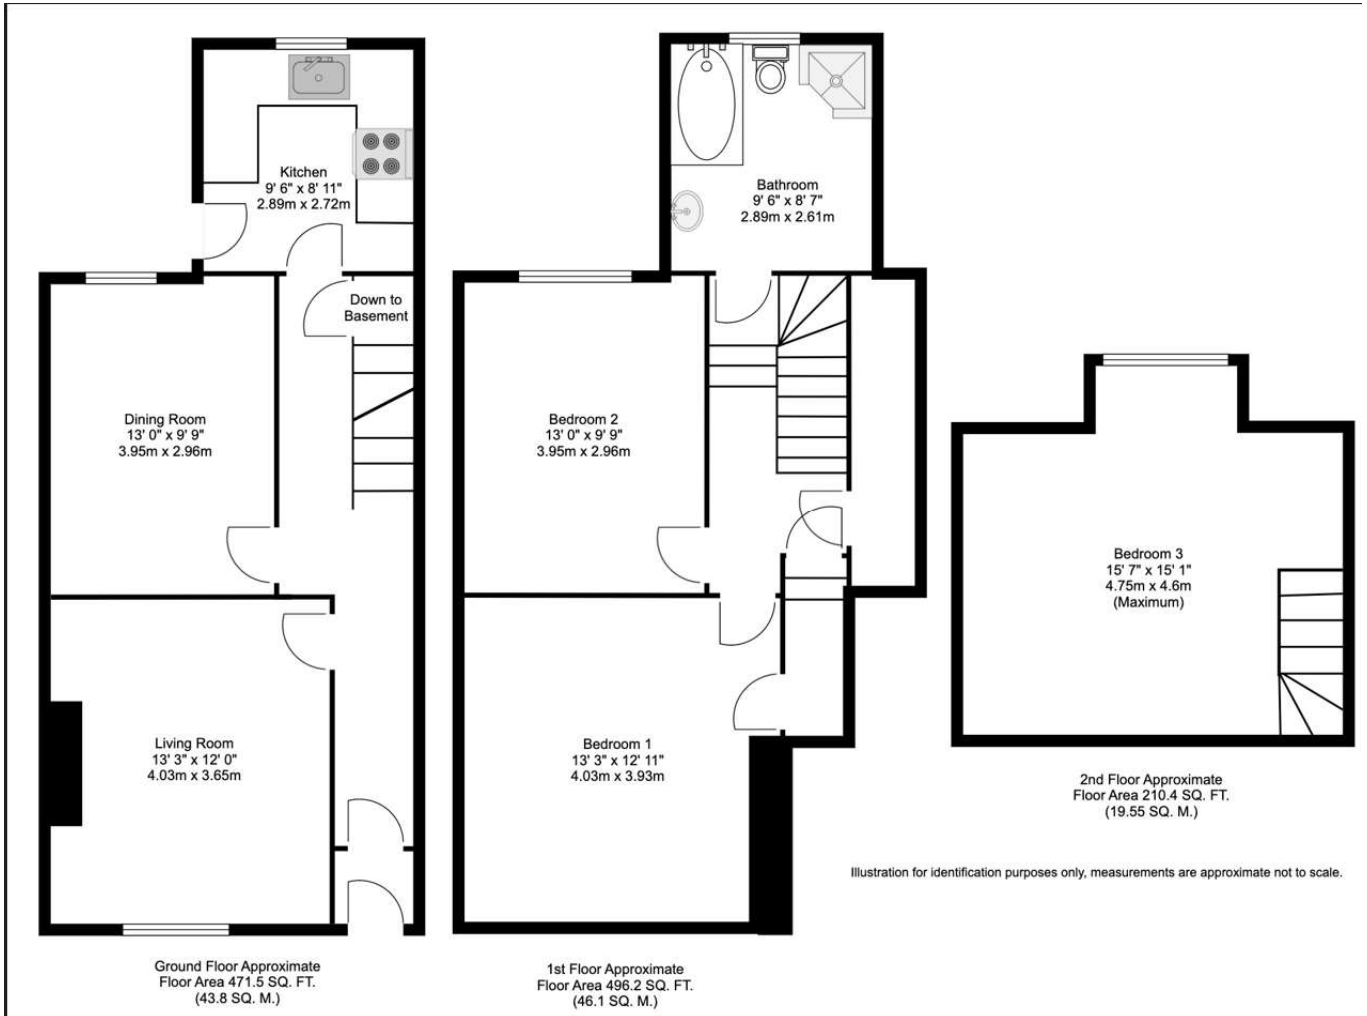 Kitchen
9' 6" x 8' 11"
2.89m x 2.72m
Down to
Basement
Dining Room
13' 0" x 9' 9"
3.95m x 2.96m
Living Room
13' 3" x 12' 0"
4.03m x 3.65m
Ground Floor Approximate
Floor Area 471.5 SQ. FT.
(43.8 SQ. M.)
Bathroom
9' 6" x 8' 7"
2.89m x 2.61m
Bedroom 2
13' 0" x 9' 9"
3.95m x 2.96m
Bedroom 1
13' 3" x 12' 11"
4.03m x 3.93m
1st Floor Approximate
Floor Area 496.2 SQ. FT.
(46.1 SQ. M.)
Bedroom 3
15' 7" x 15' 1"
4.75m x 4.6m
(Maximum)
2nd Floor Approximate
Floor Area 210.4 SQ. FT.
(19.55 SQ. M.)
Illustration for identification purposes only, measurements are approximate not to scale.